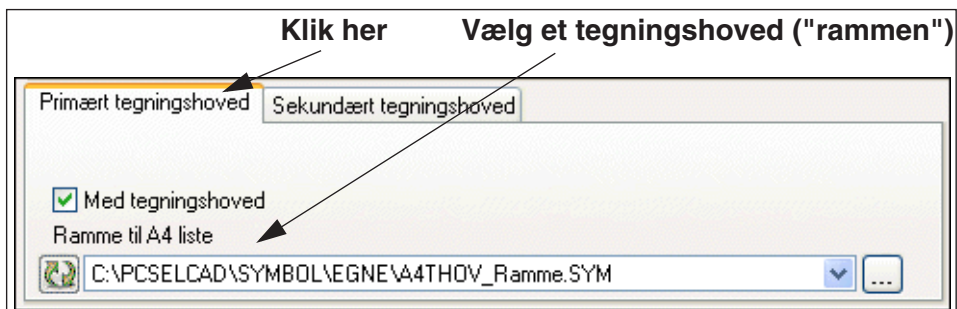 Klik her Vælg et tegningshoved ("rammen")
Primært tegningshoved Sekundært tegningshoved
Med tegningshoved
Ramme til A4 liste
C:\PCSELCAD\SYMBOL\EGNE\A4THOV_Ramme.SYM ...